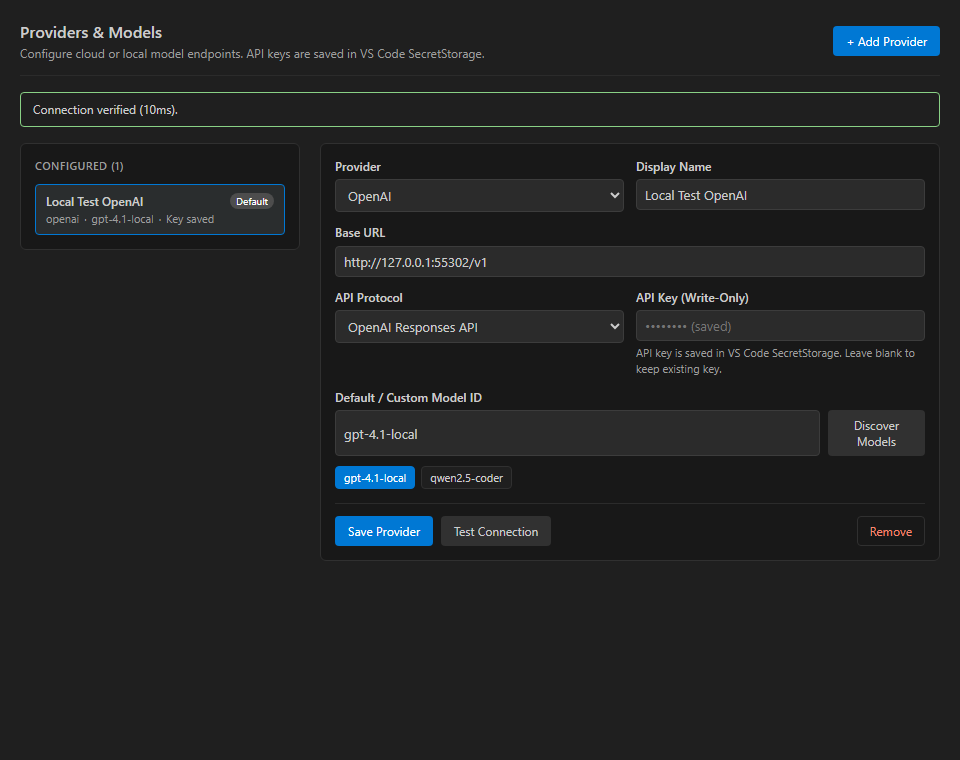 Providers & Models
Configure cloud or local model endpoints. API keys are saved in VS Code SecretStorage.
+ Add Provider
Connection verified (10ms).
CONFIGURED (1)
Local Test OpenAI
Default
openai · gpt-4.1-local · Key saved
Provider
OpenAI
Display Name
Local Test OpenAI
Base URL
http://127.0.0.1:55302/v1
API Protocol
OpenAI Responses API
API Key (Write-Only)
•••••••• (saved)
API key is saved in VS Code SecretStorage. Leave blank to
keep existing key.
Default / Custom Model ID
gpt-4.1-local
Discover
Models
gpt-4.1-local
qwen2.5-coder
Save Provider
Test Connection
Remove